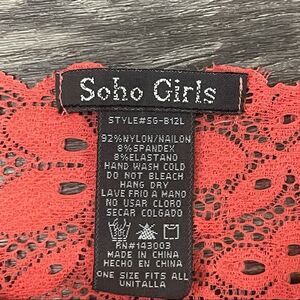 Soho Girls
STYLE#SG-B12L
92%NYLON/NAILON
8%SPANDEX
8%ELASTANO
HAND WASH COLD
DO NOT BLEACH
HANG DRY
LAVE FRIO A MANO
NO USAR CLORO
SECAR COLGADO
RN#143003
MADE IN CHINA
HECHO EN CHINA
ONE SIZE FITS ALL
UNITALLA